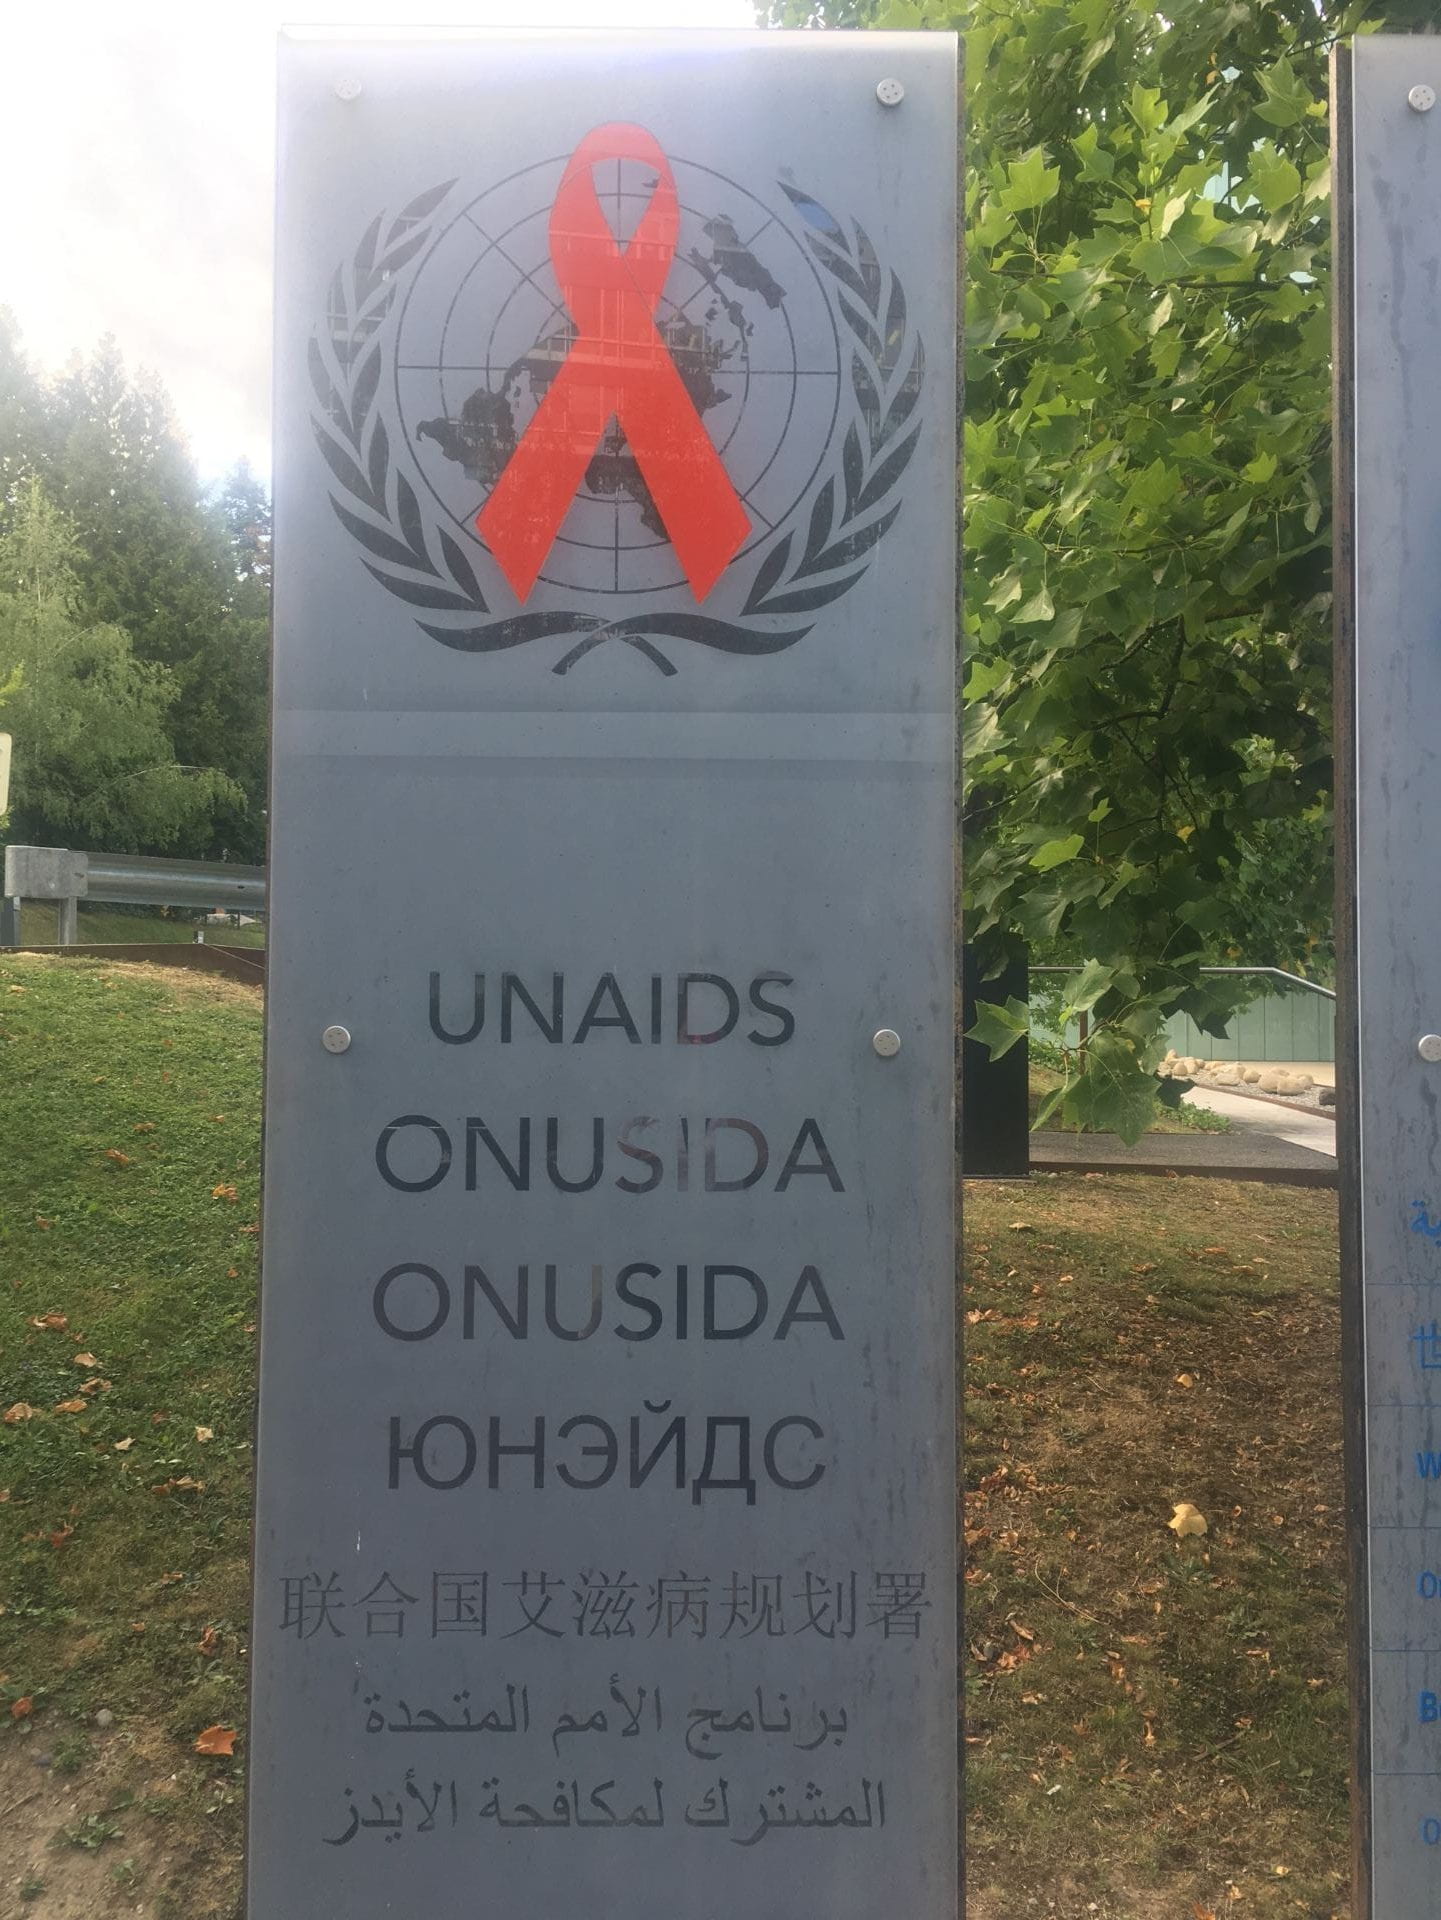 UNAIDS
ONUSIDA
ONUSIDA
ЮНЭЙДС
联合国艾滋病规划署
برنامج الأمم المتحدة
المشترك لمكافحة الأيدز